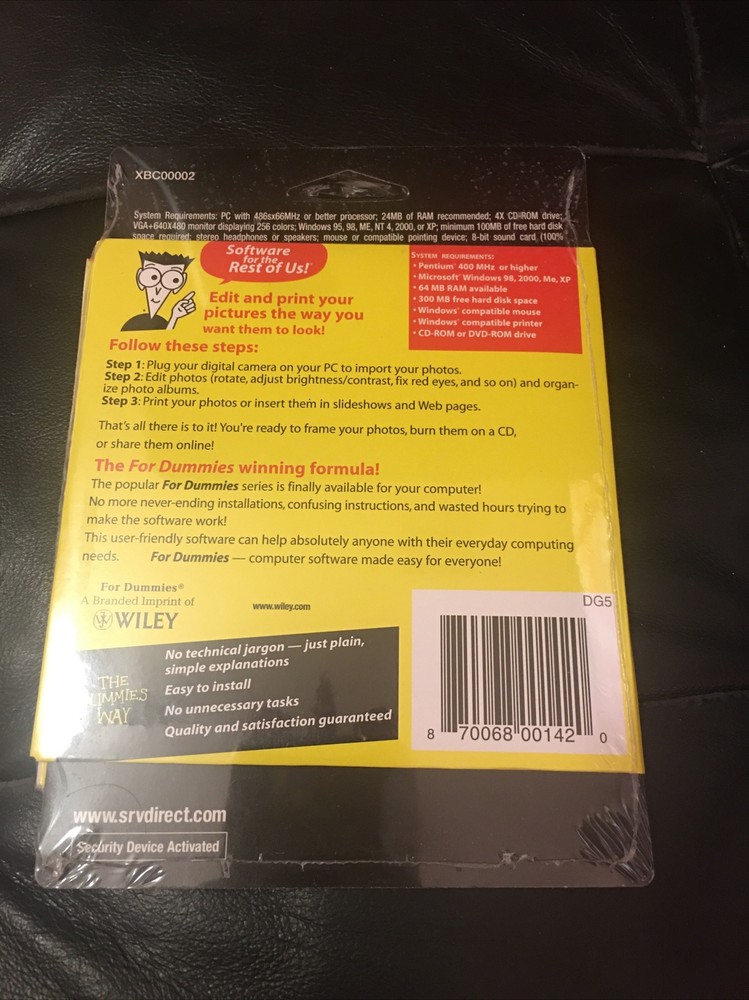 XBC00002
System Requirements: PC with 486sx66MHz or better processor; 24MB of RAM recommended; 4X CD-ROM drive;
VGA+640X480 monitor displaying 256 colors; Windows 95, 98, ME, NT 4, 2000, or XP; minimum 100MB of free hard disk
space required; stereo headphones or speakers; mouse or compatible pointing device; 8-bit sound card (100%
Software
for the
Rest of Us!™
Edit and print your
pictures the way you
want them to look!
SYSTEM REQUIREMENTS:
• Pentium® 400 MHz or higher
• Microsoft® Windows 98, 2000, Me, XP
• 64 MB RAM available
• 300 MB free hard disk space
• Windows® compatible mouse
• Windows® compatible printer
• CD-ROM or DVD-ROM drive
Follow these steps:
Step 1: Plug your digital camera on your PC to import your photos.
Step 2: Edit photos (rotate, adjust brightness/contrast, fix red eyes, and so on) and organ-
ize photo albums.
Step 3: Print your photos or insert them in slideshows and Web pages.
That's all there is to it! You're ready to frame your photos, burn them on a CD,
or share them online!
The For Dummies winning formula!
The popular For Dummies series is finally available for your computer!
No more never-ending installations, confusing instructions, and wasted hours trying to
make the software work!
This user-friendly software can help absolutely anyone with their everyday computing
needs. For Dummies — computer software made easy for everyone!
For Dummies®
A Branded Imprint of
WILEY
www.wiley.com
DG5
THE
DUMMIES
WAY
No technical jargon — just plain,
simple explanations
Easy to install
No unnecessary tasks
Quality and satisfaction guaranteed
8 70068 00142 0
www.srvdirect.com
Security Device Activated